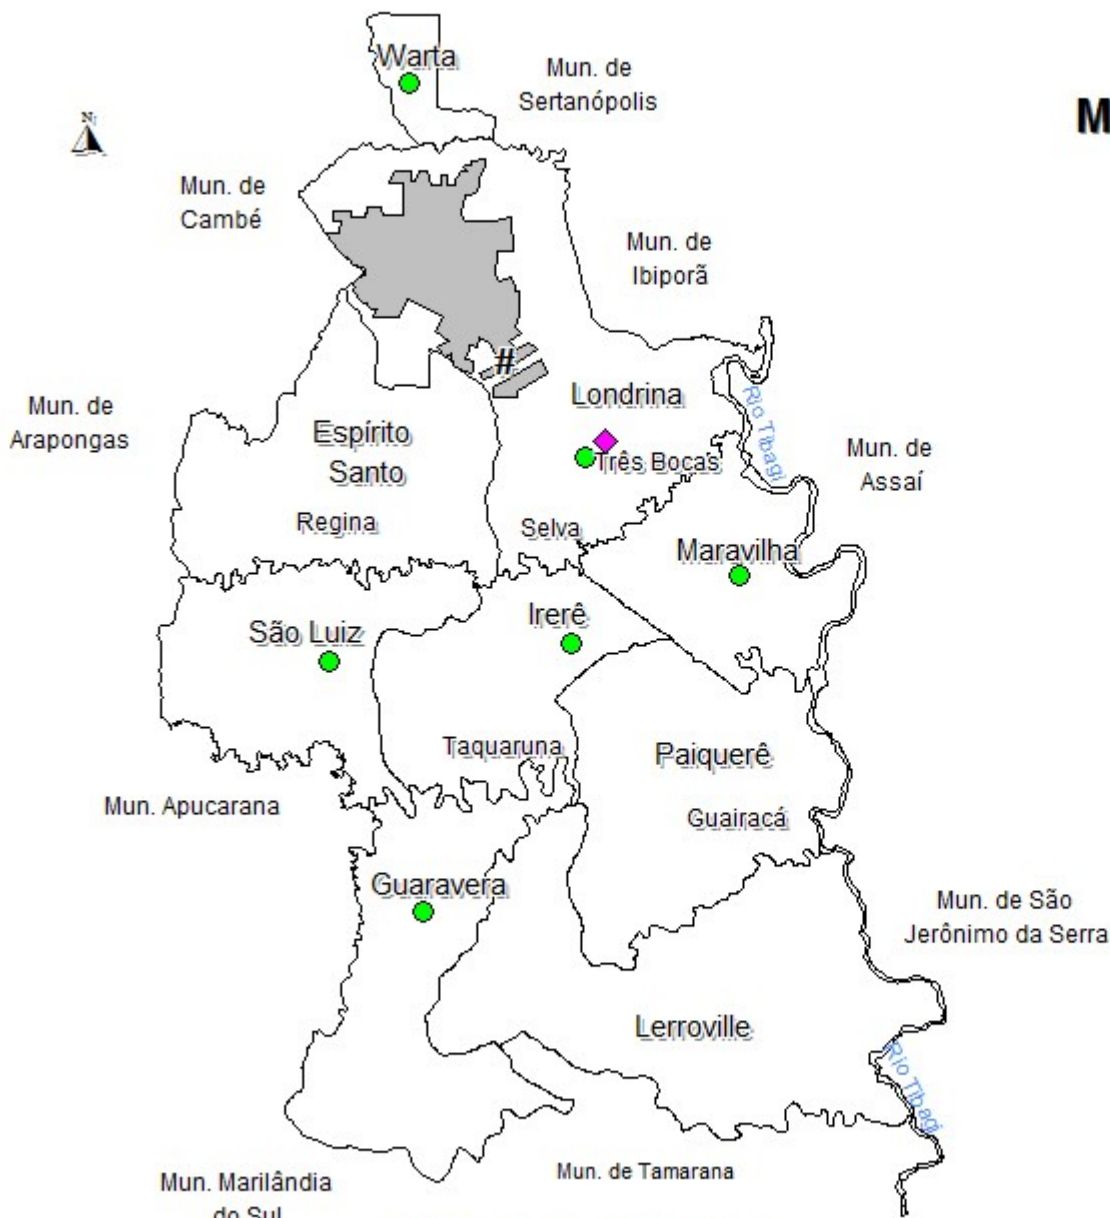 Warta
Mun. de
Sertanópolis
M
N
Mun. de
Cambé
Mun. de
Ibiporã
#
Londrina
Mun. de
Arapongas
Espírito
Santo
Rio Tibagi
Três Bocas
Mun. de
Assaí
Regina
Selva
Maravilha
Irerê
São Luiz
Taquaruna
Paiquerê
Mun. Apucarana
Guairacá
Guaravera
Mun. de São
Jerônimo da Serra
Lerroville
Rio Tibagi
Mun. de Tamarana
Mun. Marilândia
do Sul